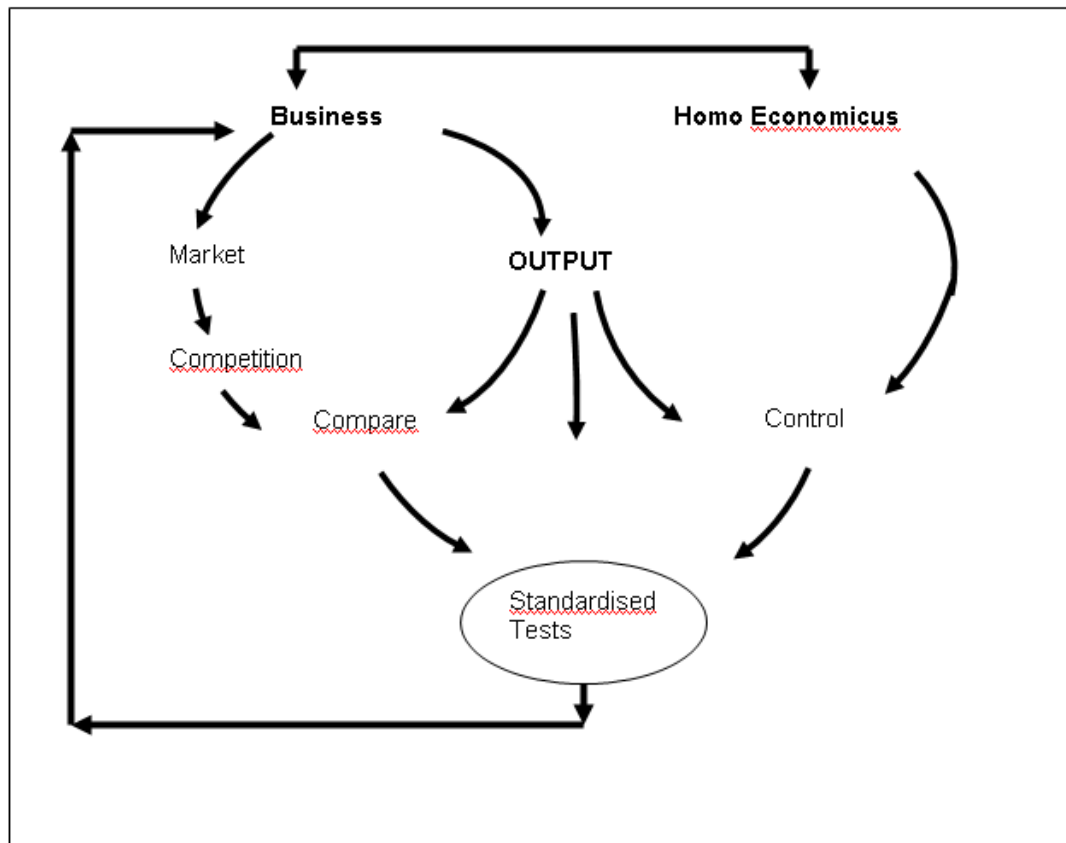 Business
Homo Economicus
Market
OUTPUT
Competition
Compare
Control
Standardised
Tests